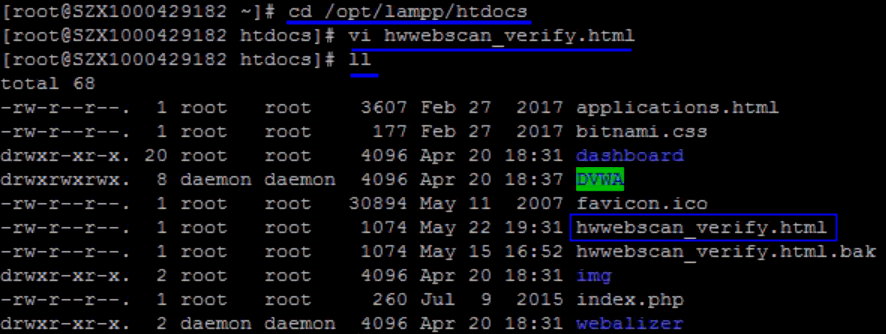 [root@SZX1000429182 ~]# cd /opt/lampp/htdocs
[root@SZX1000429182 htdocs]# vi hwwebscan_verify.html
[root@SZX1000429182 htdocs]# ll
total 68
-rw-r--r--. 1 root root 3607 Feb 27 2017 applications.html
-rw-r--r--. 1 root root 177 Feb 27 2017 bitnami.css
drwxr-xr-x. 20 root root 4096 Apr 20 18:31 dashboard
drwxrwxrwx. 8 daemon daemon 4096 Apr 20 18:37 DVWA
-rw-r--r--. 1 root root 30894 May 11 2007 favicon.ico
-rw-r--r--. 1 root root 1074 May 22 19:31 hwwebscan_verify.html
-rw-r--r--. 1 root root 1074 May 15 16:52 hwwebscan_verify.html.bak
drwxr-xr-x. 2 root root 4096 Apr 20 18:31 img
-rw-r--r--. 1 root root 260 Jul 9 2015 index.php
drwxr-xr-x. 2 daemon daemon 4096 Apr 20 18:31 webalizer